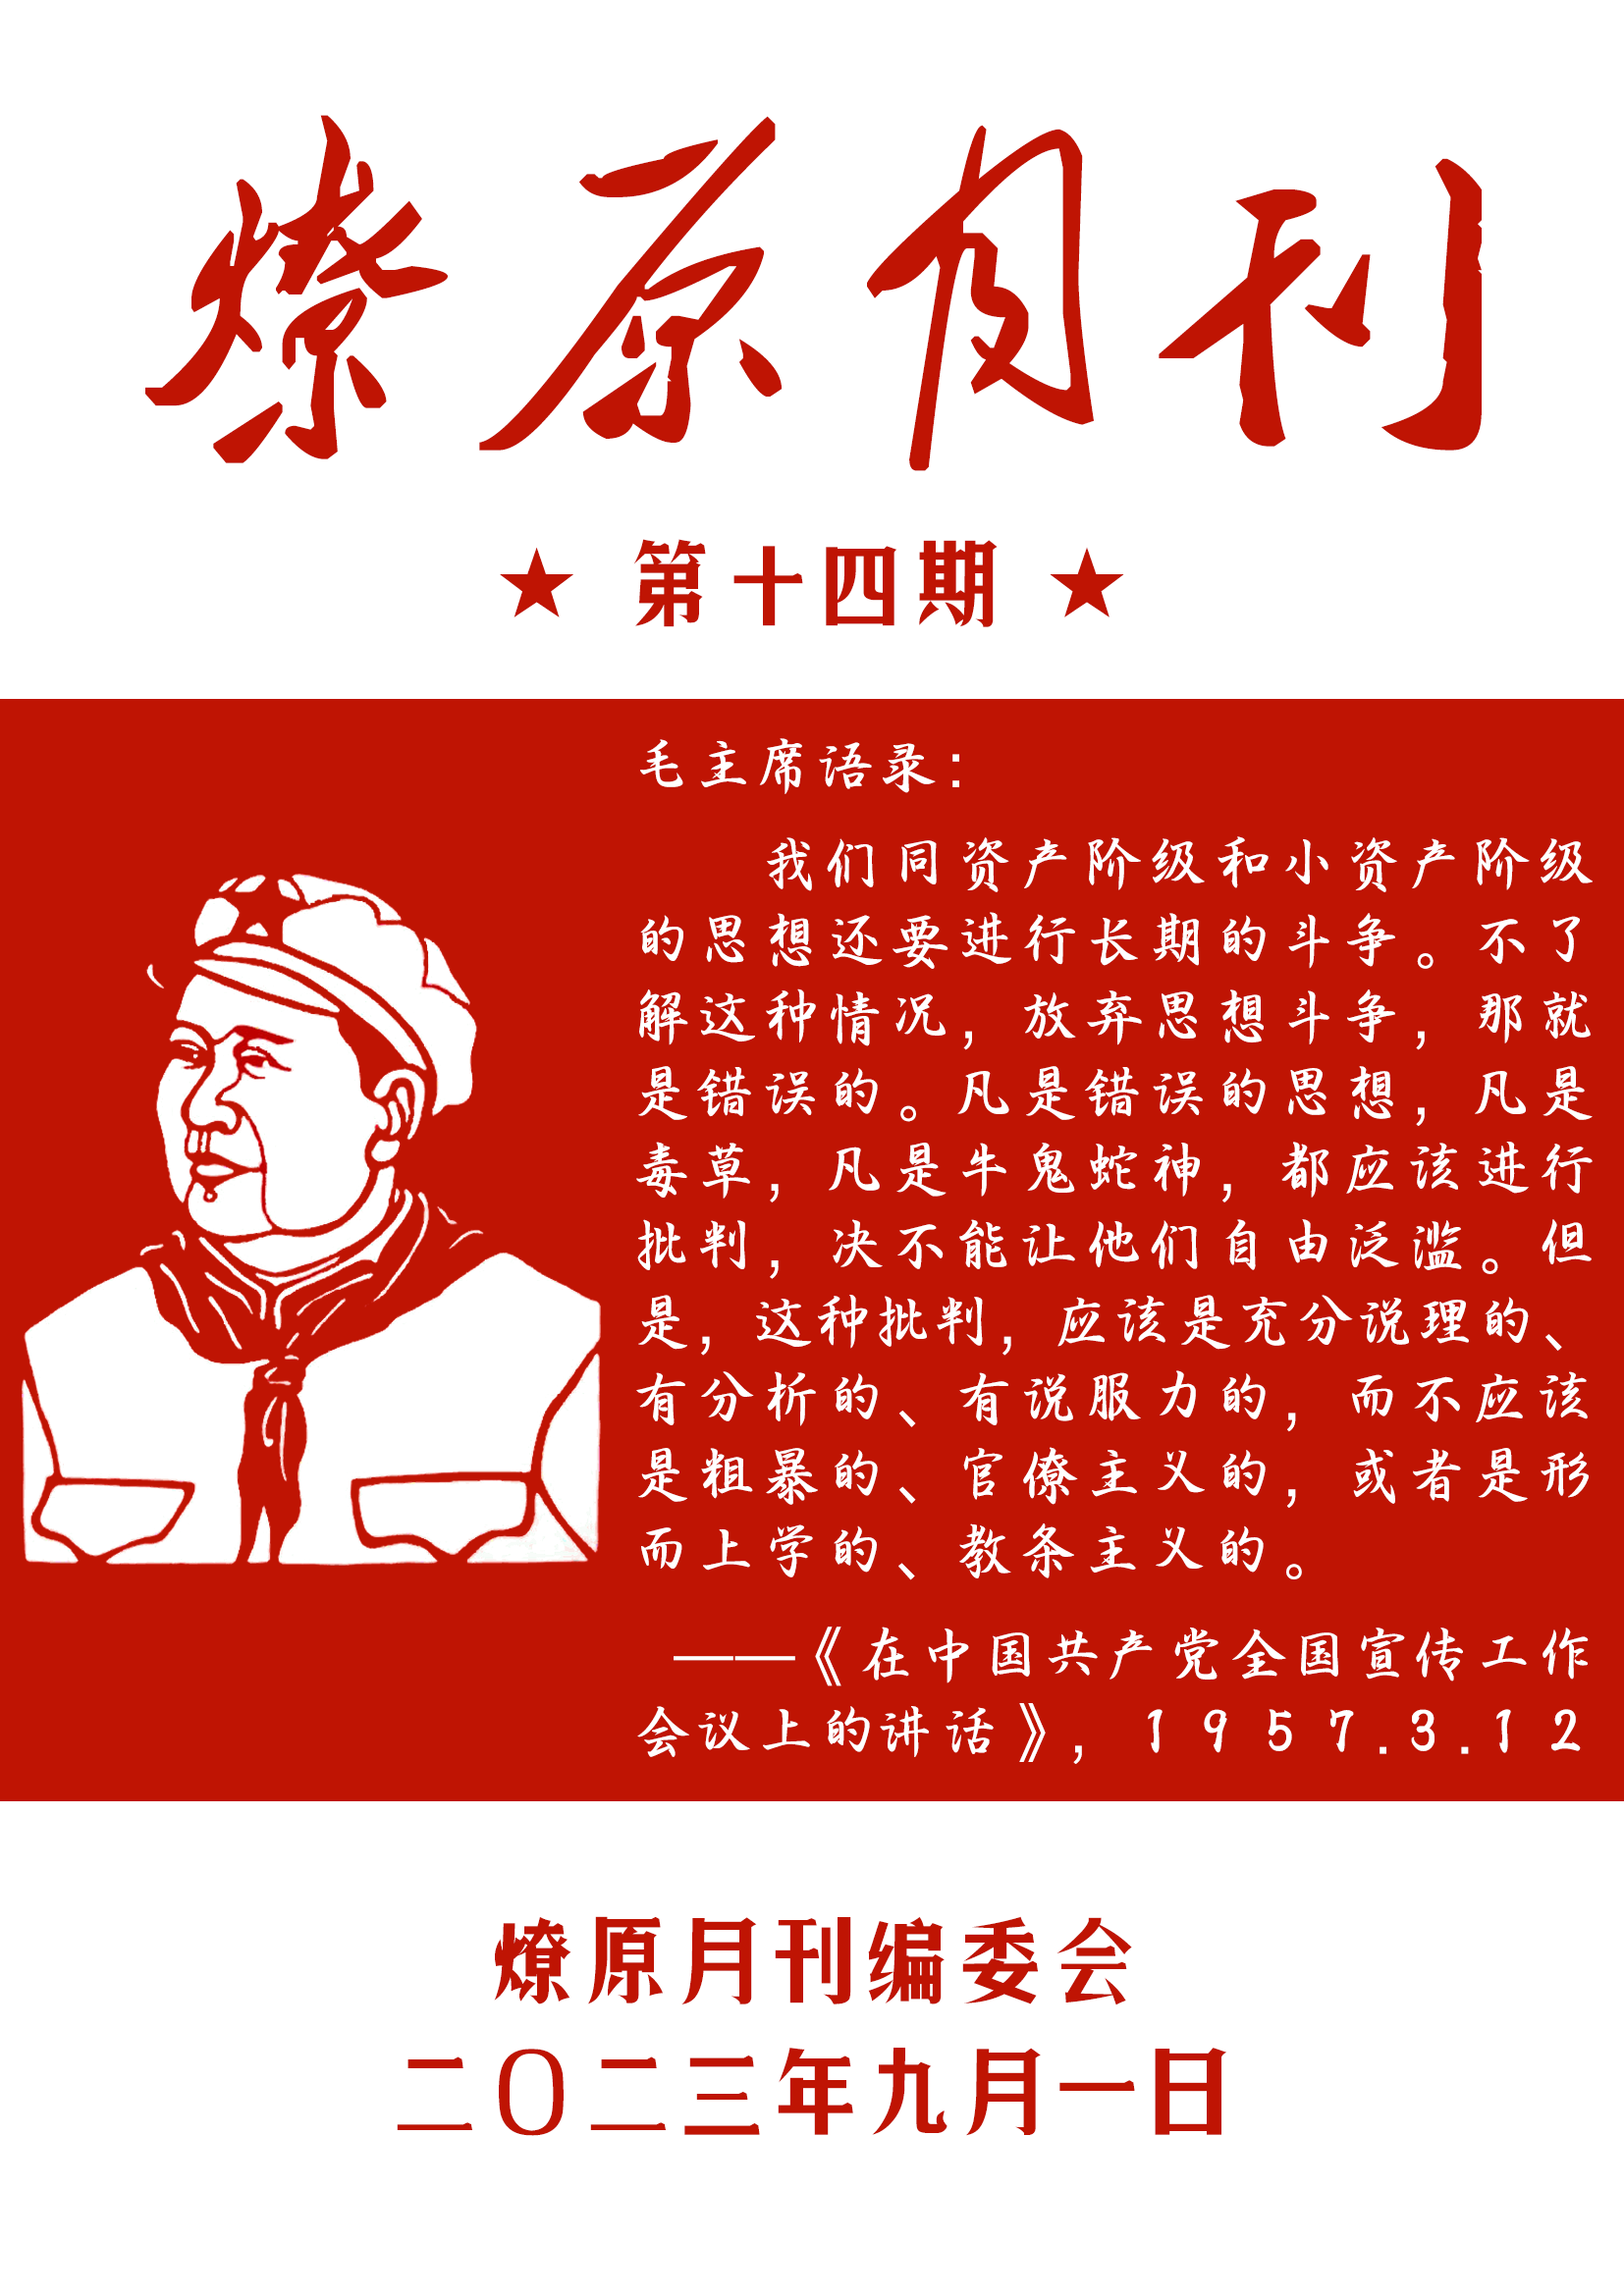 燎原月刊
★ 第十四期 ★
毛主席语录：
我们同资产阶级和小资产阶级
的思想还要进行长期的斗争。不了
解这种情况，放弃思想斗争，那就
是错误的。凡是错误的思想，凡是
毒草，凡是牛鬼蛇神，都应该进行
批判，决不能让他们自由泛滥。但
是，这种批判，应该是充分说理的、
有分析的、有说服力的，而不应该
是粗暴的、官僚主义的，或者是形
而上学的、教条主义的。
——《在中国共产党全国宣传工作
会议上的讲话》，1957.3.12
燎原月刊编委会
二〇二三年九月一日